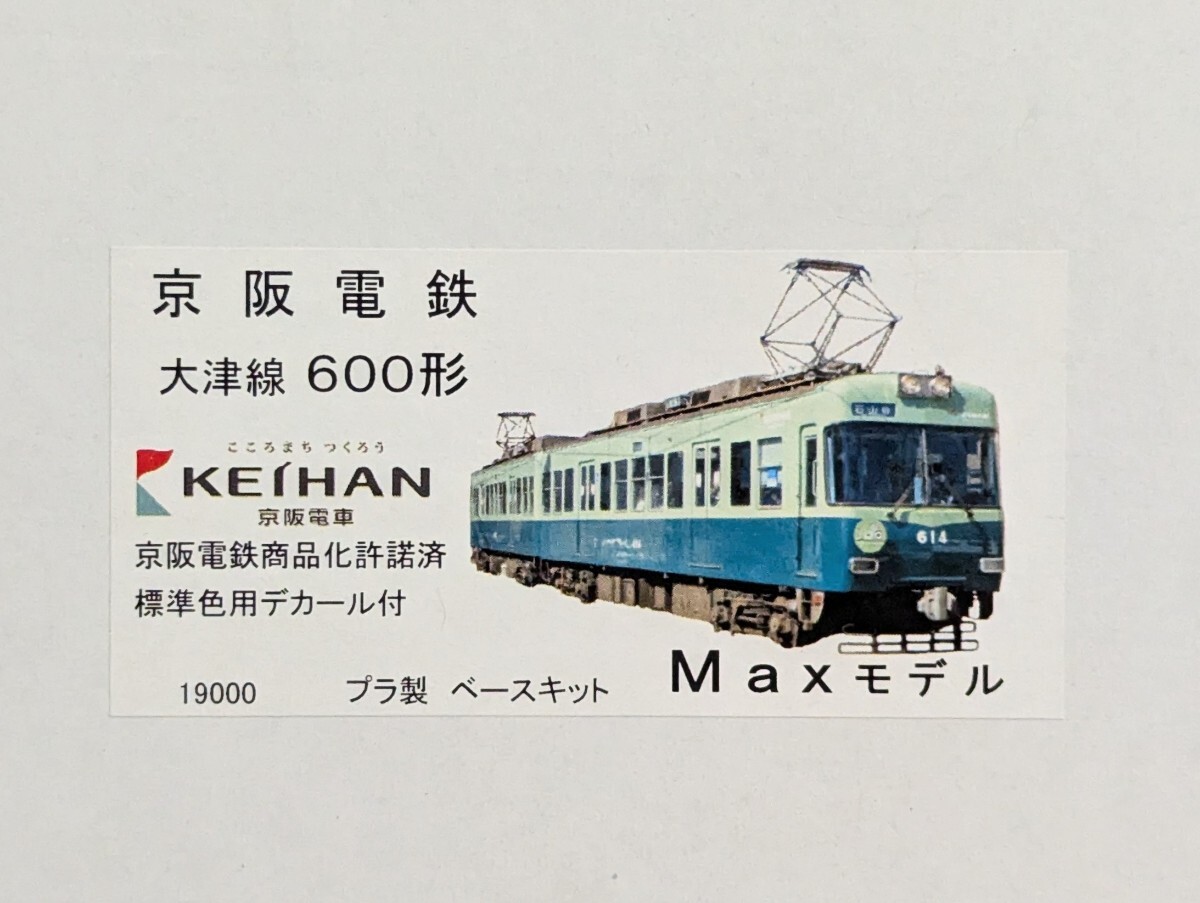 京阪電鉄
大津線 600形
こころまち つくろう
KEIHAN
京阪電車
京阪電鉄商品化許諾済
標準色用デカール付
19000 プラ製 ベースキット
石山寺
614
Maxモデル